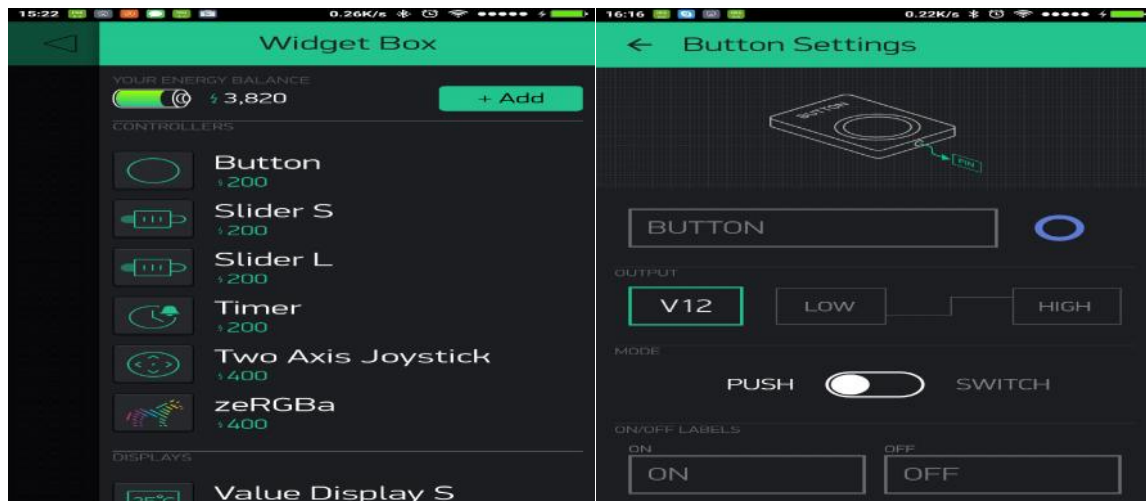 15:22
0.26K/s
Widget Box
YOUR ENERGY BALANCE
3,820
+ Add
CONTROLLERS
Button
200
Slider S
200
Slider L
200
Timer
200
Two Axis Joystick
400
zeRGBa
400
DISPLAYS
Value Display S
16:16
0.22K/s
Button Settings
BUTTON
PIN
BUTTON
OUTPUT
V12
LOW
HIGH
MODE
PUSH
SWITCH
ON/OFF LABELS
ON
OFF
ON
OFF